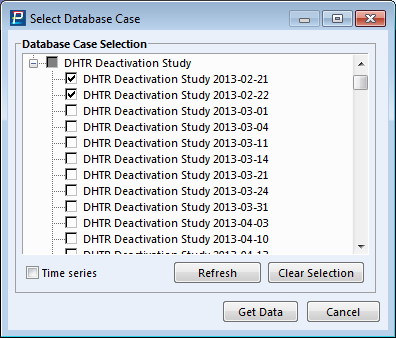 Select Database Case
Database Case Selection
DHTR Deactivation Study
DHTR Deactivation Study 2013-02-21
DHTR Deactivation Study 2013-02-22
DHTR Deactivation Study 2013-03-01
DHTR Deactivation Study 2013-03-04
DHTR Deactivation Study 2013-03-11
DHTR Deactivation Study 2013-03-14
DHTR Deactivation Study 2013-03-21
DHTR Deactivation Study 2013-03-24
DHTR Deactivation Study 2013-03-31
DHTR Deactivation Study 2013-04-03
DHTR Deactivation Study 2013-04-10
DHTR Deactivation Study
Time series
Refresh
Clear Selection
Get Data
Cancel